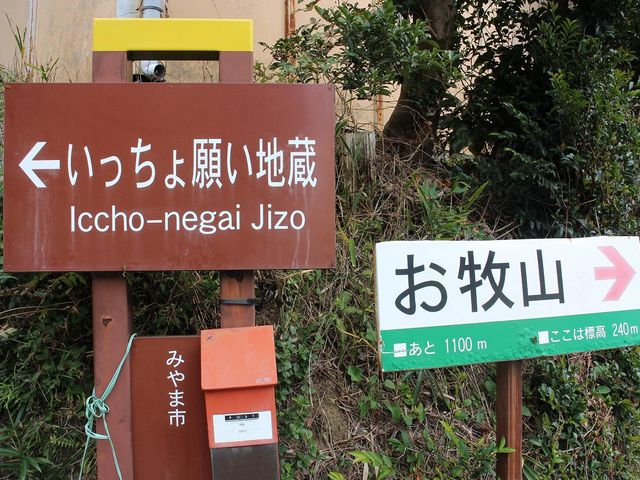 ←いっちょ願い地蔵
Iccho-negai Jizo
お牧山→
あと 1100 m
ここは標高 240 m
みやま市